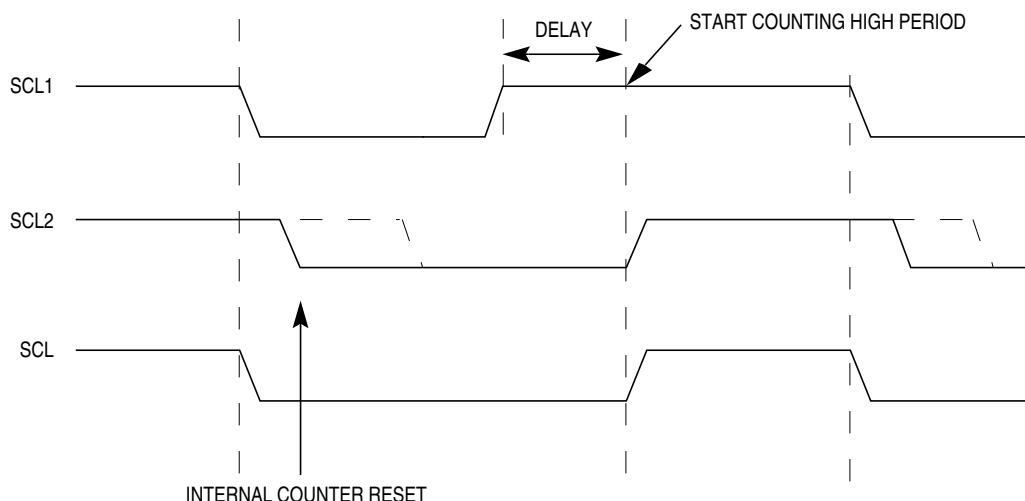 DELAY
START COUNTING HIGH PERIOD
SCL1
SCL2
SCL
INTERNAL COUNTER RESET